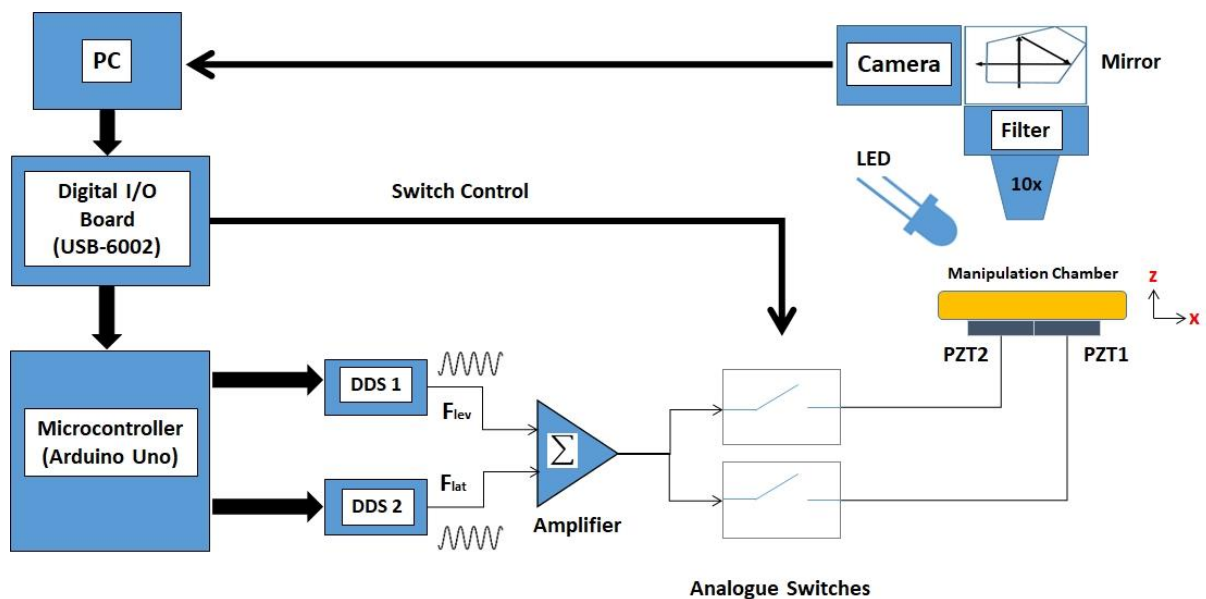 PC
Camera
Mirror
Filter
LED
10x
Digital I/O
Board
(USB-6002)
Switch Control
Manipulation Chamber
Z
X
PZT2
PZT1
DDS 1
Flev
Microcontroller
(Arduino Uno)
Σ
Flat
DDS 2
Amplifier
Analogue Switches